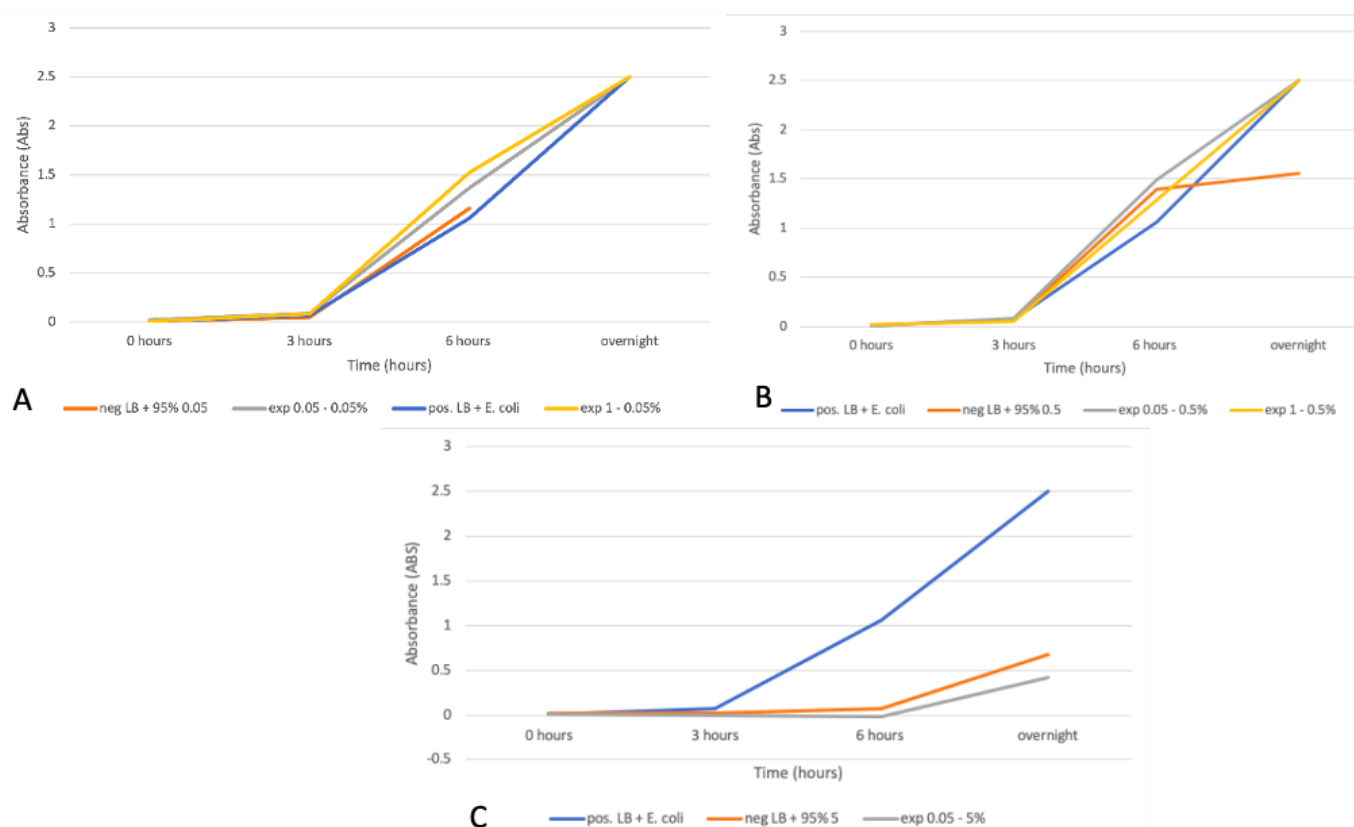 3
2.5
2
1.5
1
0.5
0
Absorbance (Abs)
0 hours 3 hours 6 hours overnight
Time (hours)
A
neg LB + 95% 0.05 exp 0.05 - 0.05% pos. LB + E. coli exp 1 - 0.05%
3
2.5
2
1.5
1
0.5
0
Absorbance (Abs)
0 hours 3 hours 6 hours overnight
Time (hours)
B
pos. LB + E. coli neg LB + 95% 0.5 exp 0.05 - 0.5% exp 1 - 0.5%
3
2.5
2
1.5
1
0.5
0
-0.5
Absorbance (ABS)
0 hours 3 hours 6 hours overnight
Time (hours)
C
pos. LB + E. coli neg LB + 95% 5 exp 0.05 - 5%